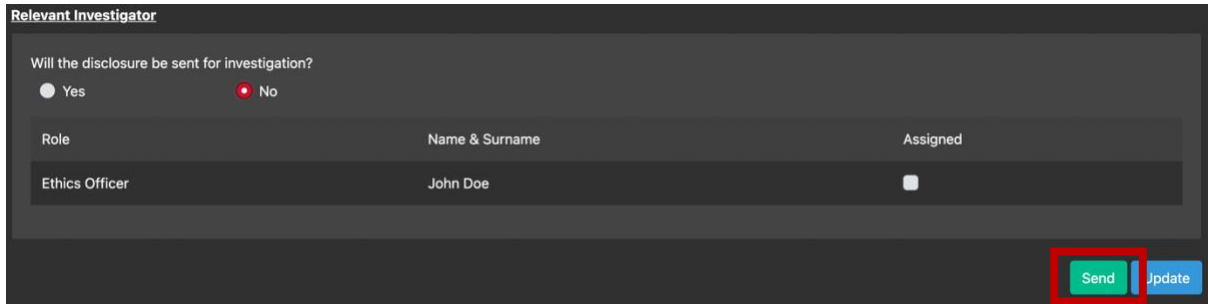 Relevant Investigator
Will the disclosure be sent for investigation?
Yes No
Role Name & Surname Assigned
Ethics Officer John Doe
Send Update